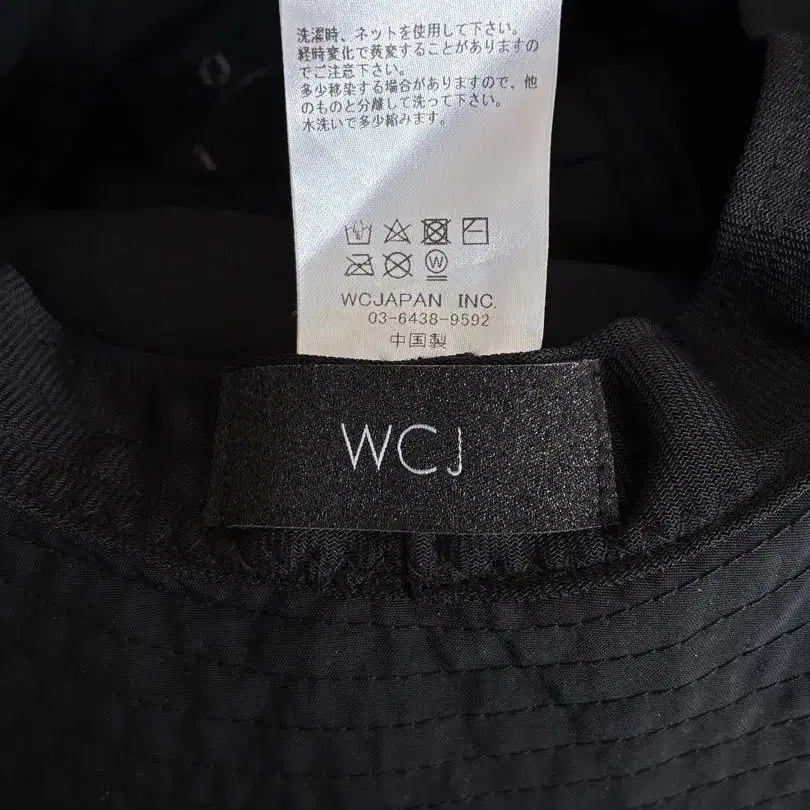 洗濯時、ネットを使用して下さい。
経時変化で黄変することがありますの
でご注意下さい。
多少移染する場合がありますので、他
のものと分離して洗って下さい。
水洗いで多少縮みます。
W
WCJAPAN INC.
03-6438-9592
中国製
WCJ